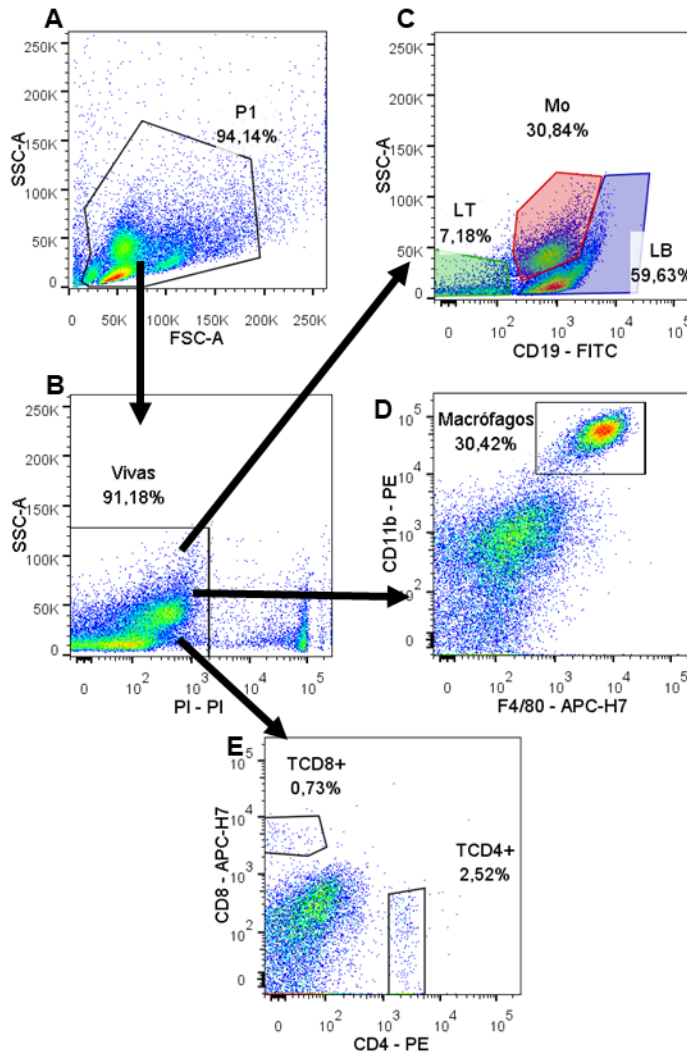 A
250K
200K
150K
100K
50K
0
SSC-A
P1
94,14%
0 50K 100K 150K 200K 250K
FSC-A
C
250K
200K
150K
100K
50K
0
SSC-A
Mo
30,84%
LT
7,18%
LB
59,63%
0 10² 10³ 10⁴ 10⁵
CD19 - FITC
B
250K
200K
150K
100K
50K
0
SSC-A
Vivas
91,18%
0 10² 10³ 10⁴ 10⁵
PI - PI
D
10⁵
10⁴
10³
10²
0
CD11b - PE
Macrófagos
30,42%
0 10² 10³ 10⁴ 10⁵
F4/80 - APC-H7
E
10⁵
10⁴
10³
10²
0
CD8 - APC-H7
TCD8+
0,73%
TCD4+
2,52%
0 10² 10³ 10⁴ 10⁵
CD4 - PE